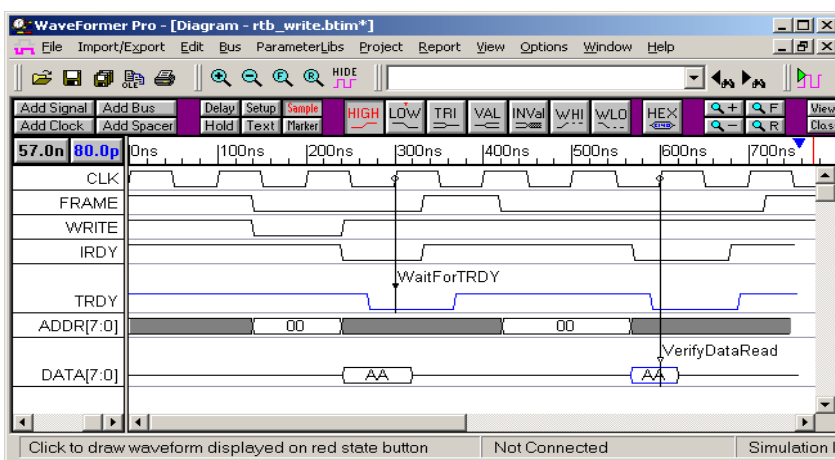 WaveFormer Pro - [Diagram - rtb_write.btim*]
File Import/Export Edit Bus ParameterLibs Project Report View Options Window Help
HIDE
Add Signal Add Bus Delay Setup Sample HIGH LOW TRI VAL INVal WHI WLO HEX + F View
Add Clock Add Spacer Hold Text Marker - R Clos
57.0n 80.0p 0ns 100ns 200ns 300ns 400ns 500ns 600ns 700ns
CLK
FRAME
WRITE
IRDY
WaitForTRDY
TRDY
ADDR[7:0] 00 00
VerifyDataRead
DATA[7:0] AA AA
Click to draw waveform displayed on red state button Not Connected Simulation